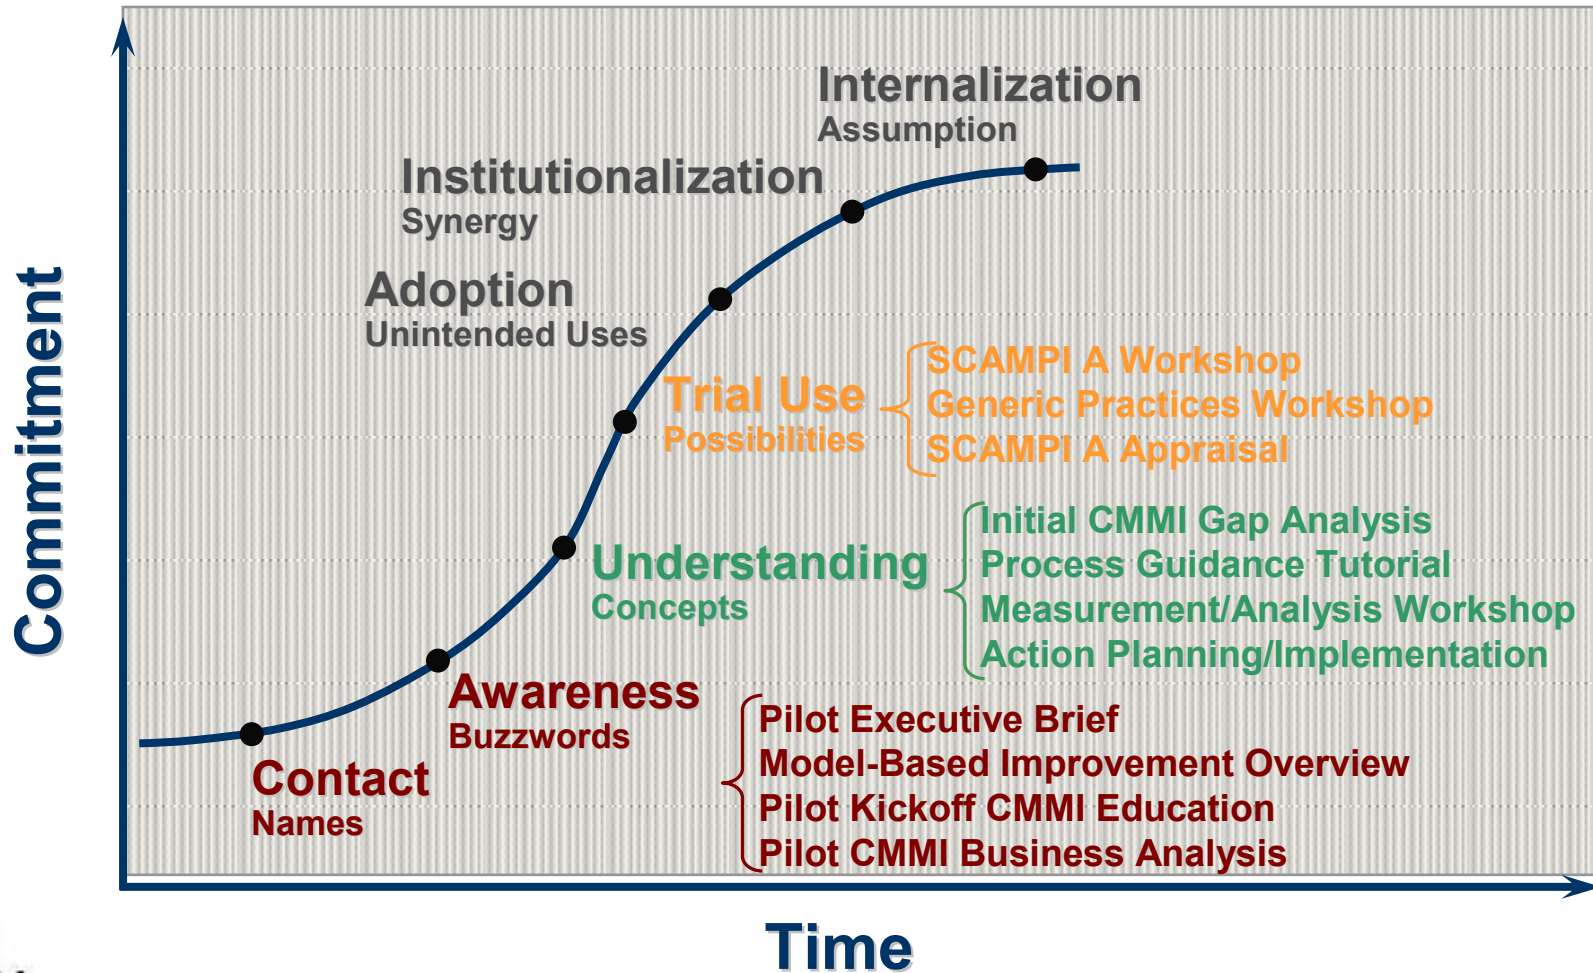 Internalization
Assumption
Institutionalization
Synergy
Adoption
Unintended Uses
Trial Use
Possibilities
SCAMPI A Workshop
Generic Practices Workshop
SCAMPI A Appraisal
Understanding
Concepts
Initial CMMI Gap Analysis
Process Guidance Tutorial
Measurement/Analysis Workshop
Action Planning/Implementation
Awareness
Buzzwords
Contact
Names
Pilot Executive Brief
Model-Based Improvement Overview
Pilot Kickoff CMMI Education
Pilot CMMI Business Analysis
Commitment
Time